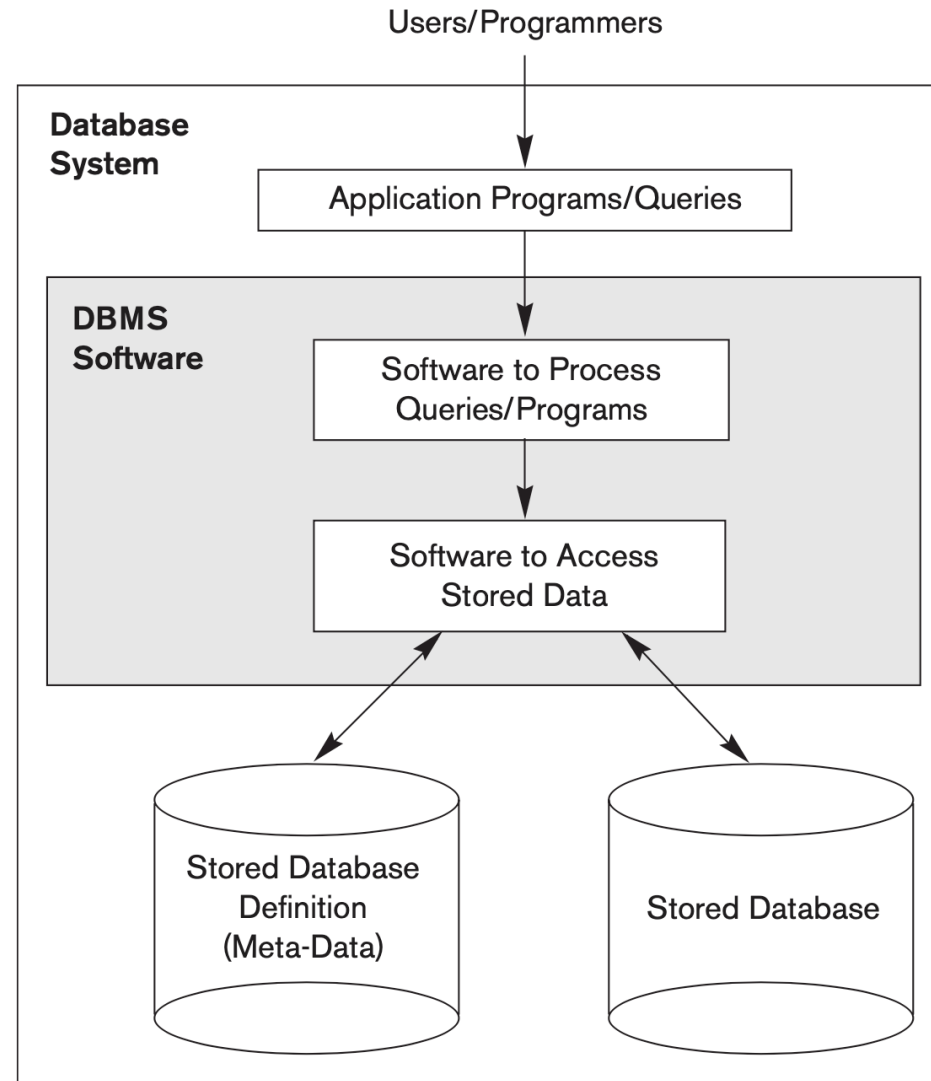 Users/Programmers
Database
System
Application Programs/Queries
DBMS
Software
Software to Process
Queries/Programs
Software to Access
Stored Data
Stored Database
Definition
(Meta-Data)
Stored Database